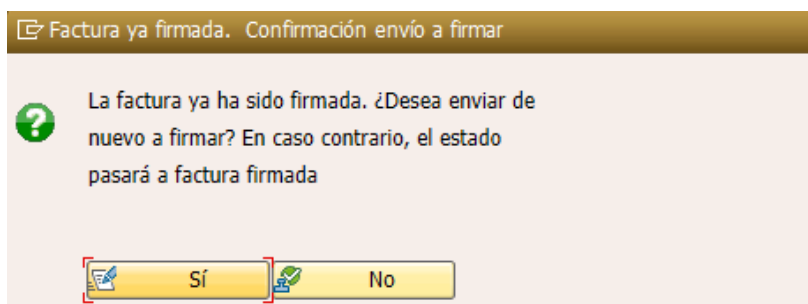 Factura ya firmada. Confirmación envío a firmar
La factura ya ha sido firmada. ¿Desea enviar de
nuevo a firmar? En caso contrario, el estado
pasará a factura firmada
Sí
No